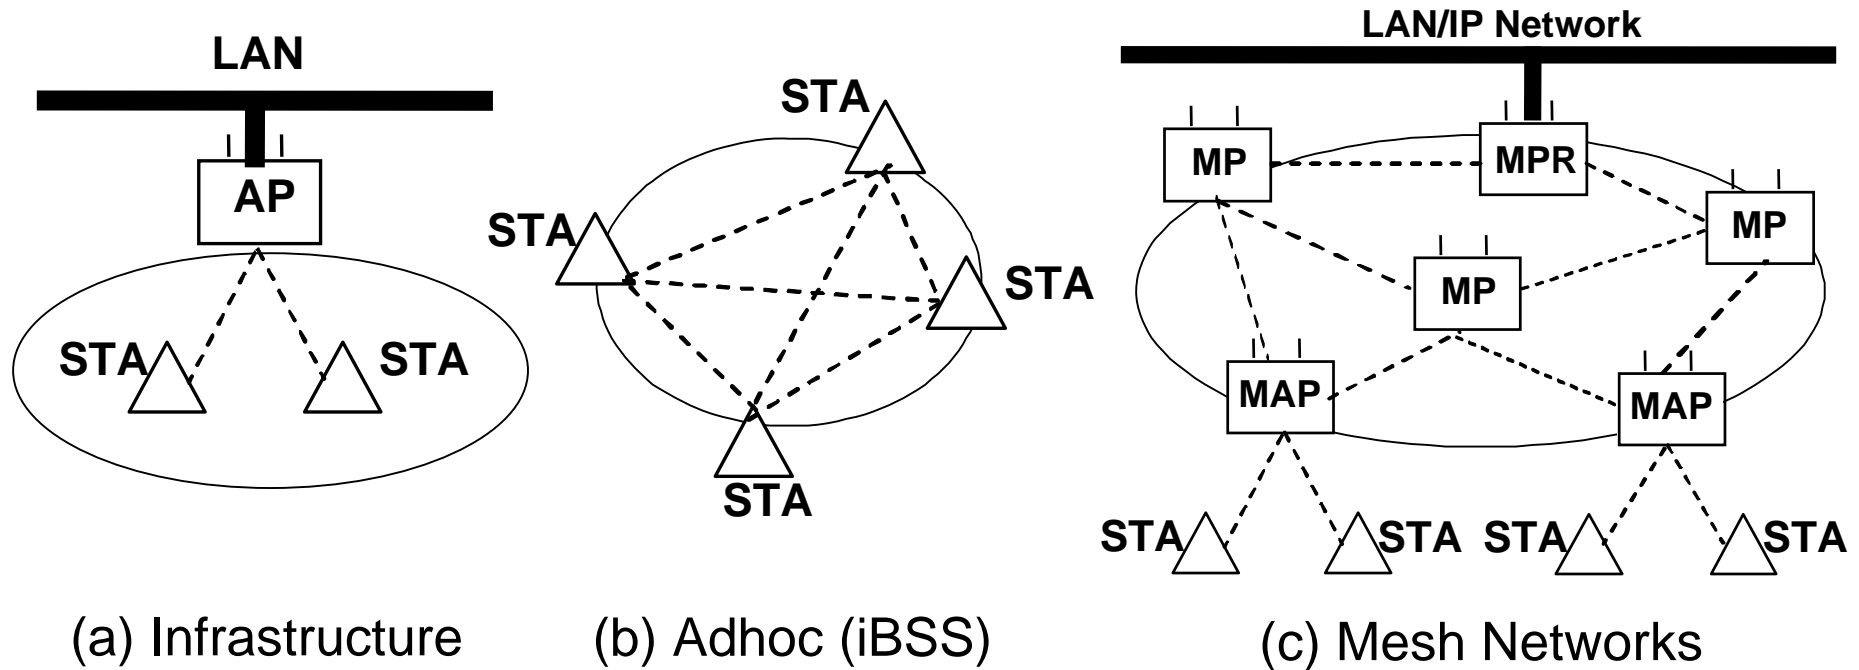 LAN
AP
STA
STA
(a) Infrastructure
STA
STA
STA
STA
(b) Adhoc (iBSS)
LAN/IP Network
MP
MPR
MP
MP
MAP
MAP
STA
STA
STA
STA
(c) Mesh Networks